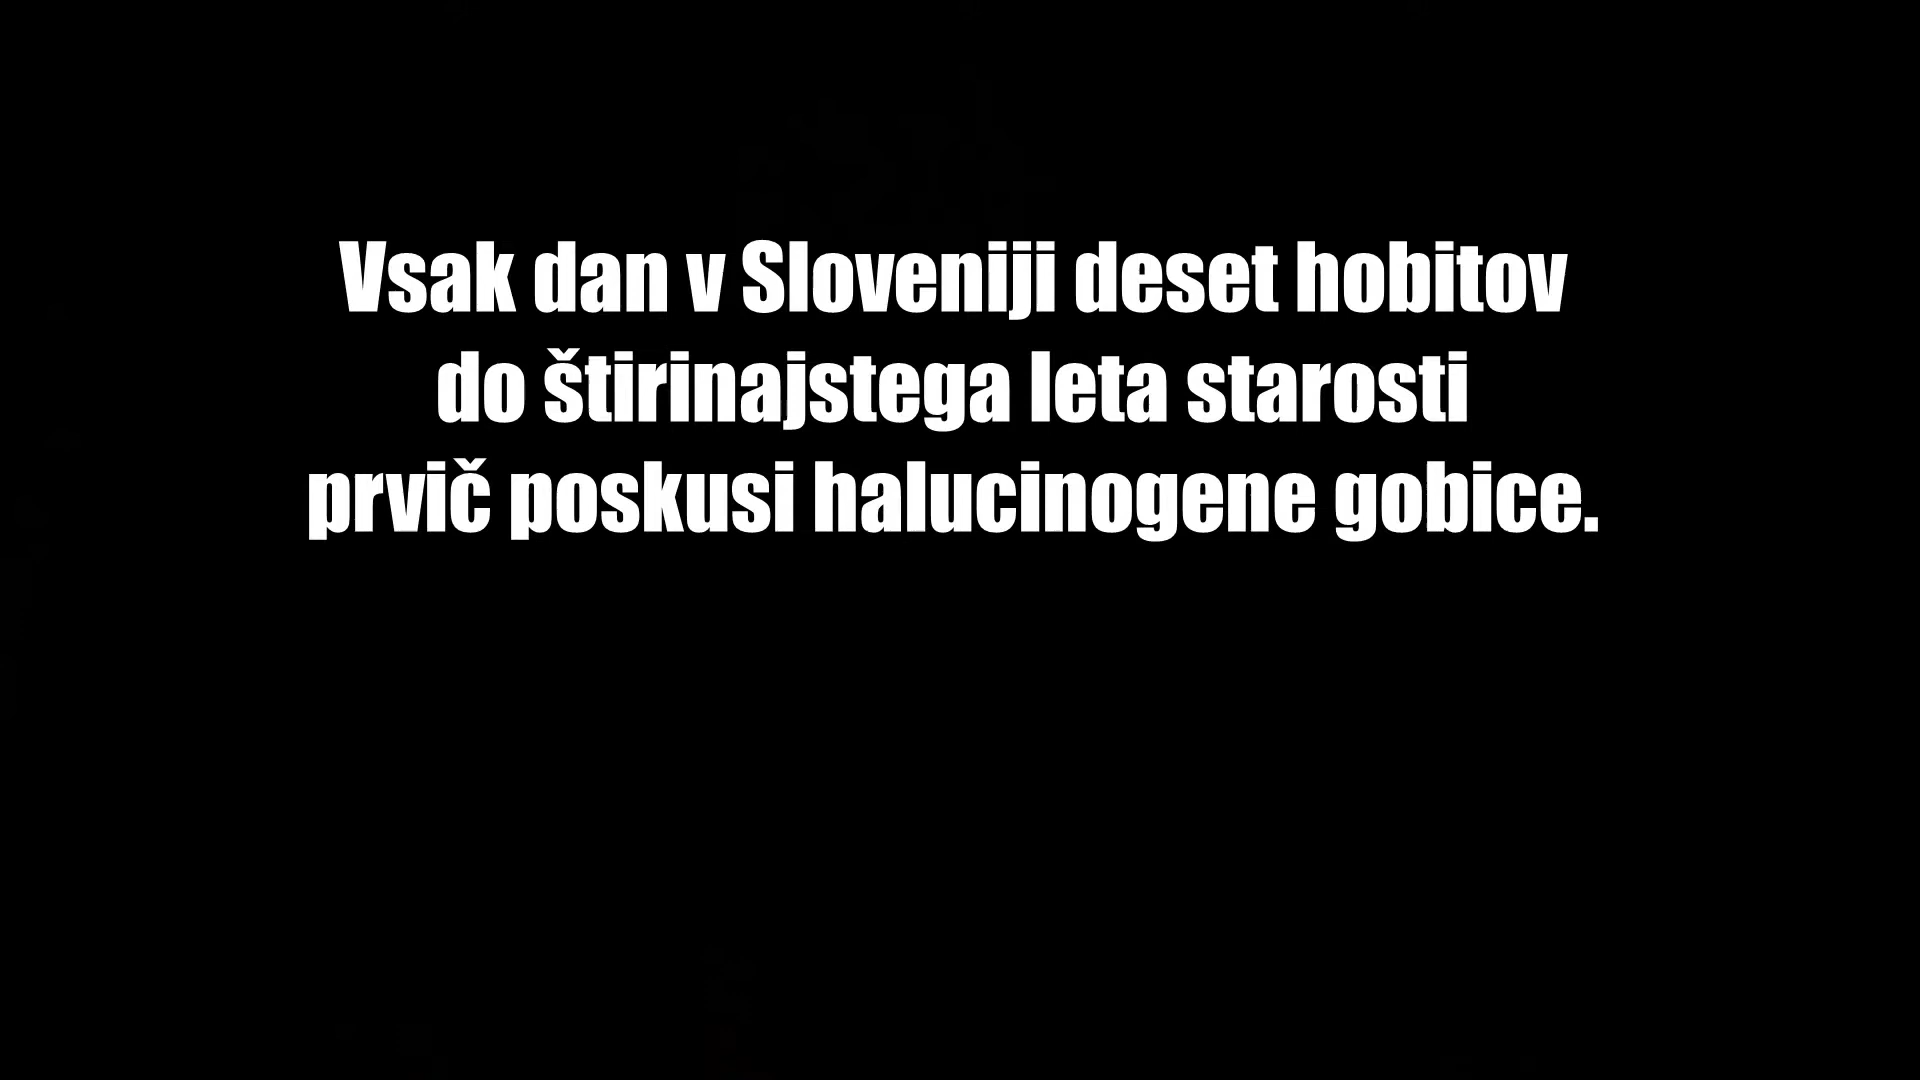 Vsak dan v Sloveniji deset hobitov
do štirinajstega leta starosti
prvič poskusi halucinogene gobice.